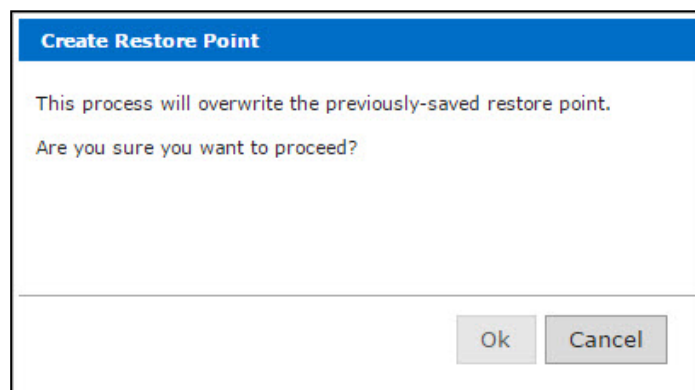 Create Restore Point
This process will overwrite the previously-saved restore point.
Are you sure you want to proceed?
Ok
Cancel